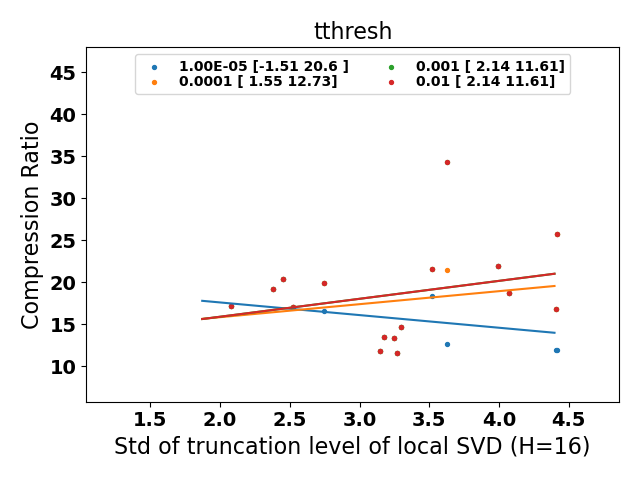 tthresh
1.00E-05 [-1.51 20.6 ]
0.0001 [ 1.55 12.73]
0.001 [ 2.14 11.61]
0.01 [ 2.14 11.61]
Compression Ratio
45
40
35
30
25
20
15
10
1.5 2.0 2.5 3.0 3.5 4.0 4.5
Std of truncation level of local SVD (H=16)